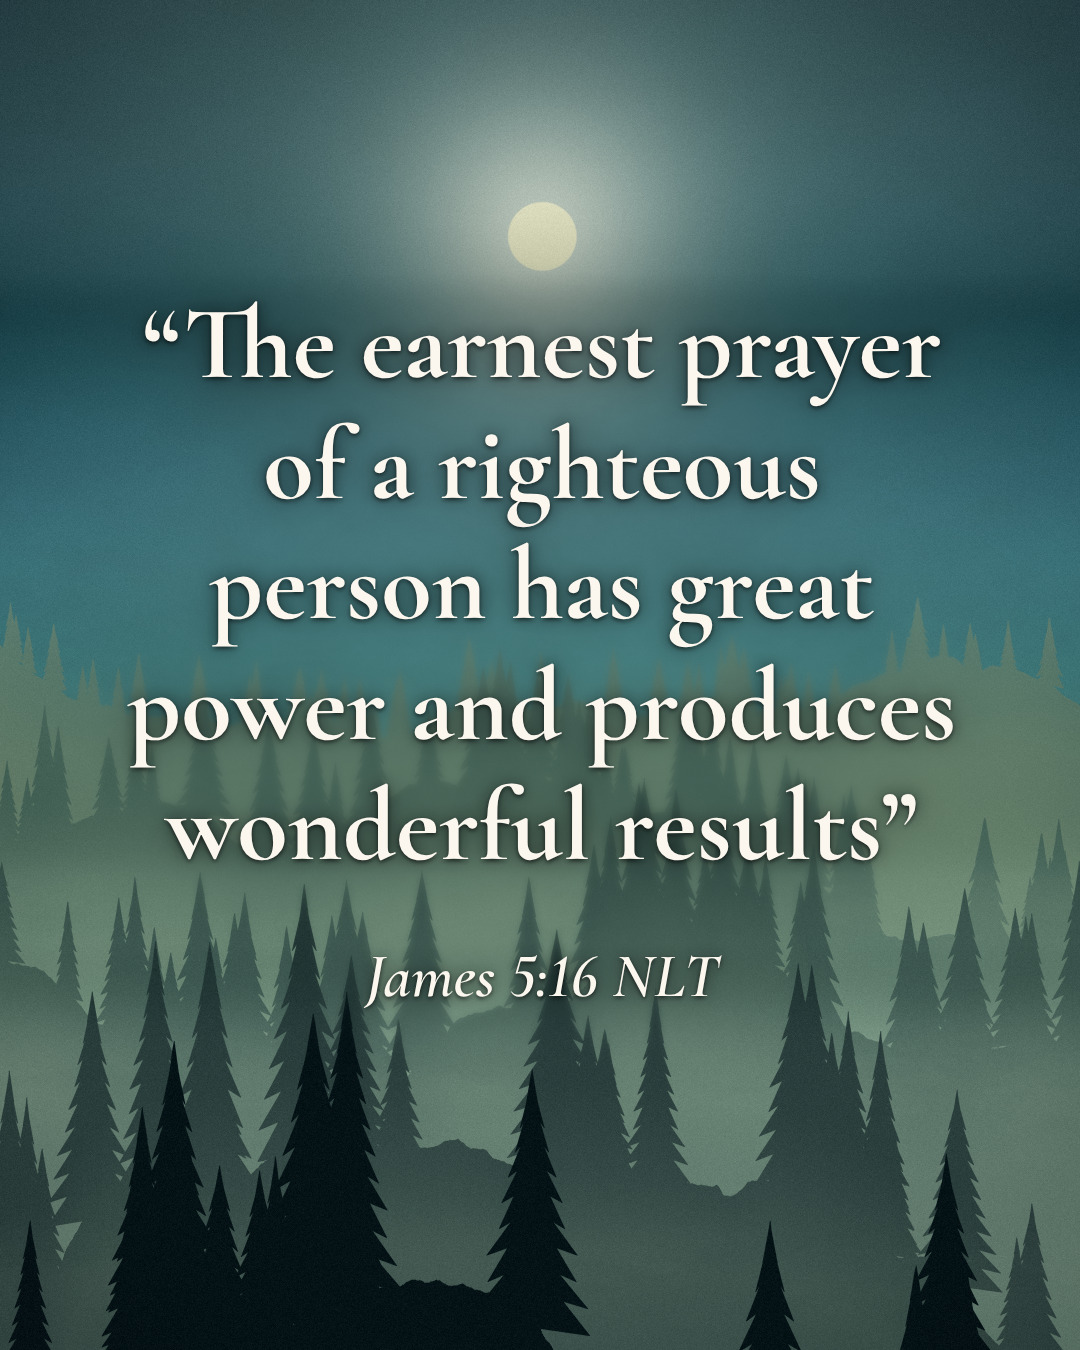 “The earnest prayer
of a righteous
person has great
power and produces
wonderful results”
James 5:16 NLT